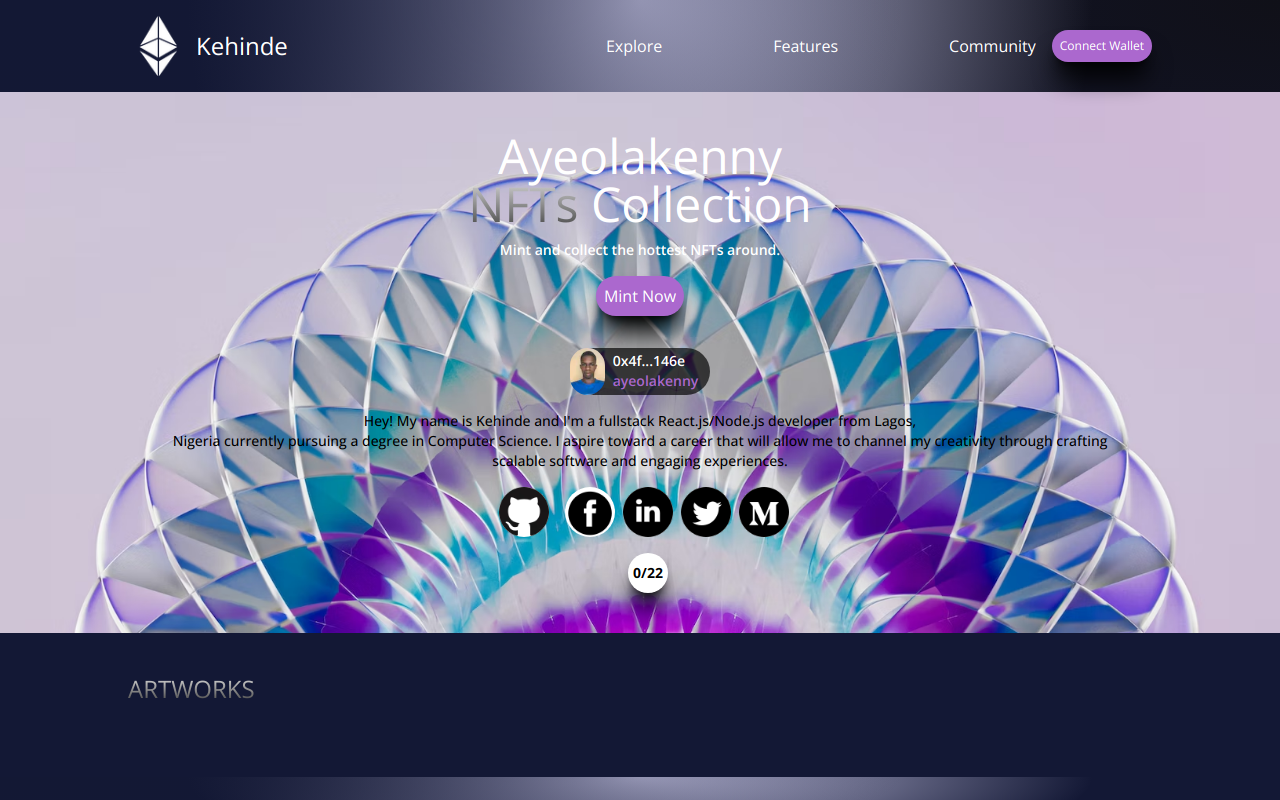 Kehinde
Explore
Features
Community
Connect Wallet
Ayeolakenny
NFTs Collection
Mint and collect the hottest NFTs around.
Mint Now
0x4f...146e
ayeolakenny
Hey! My name is Kehinde and I'm a fullstack React.js/Node.js developer from Lagos,
Nigeria currently pursuing a degree in Computer Science. I aspire toward a career that will allow me to channel my creativity through crafting
scalable software and engaging experiences.
0/22
ARTWORKS